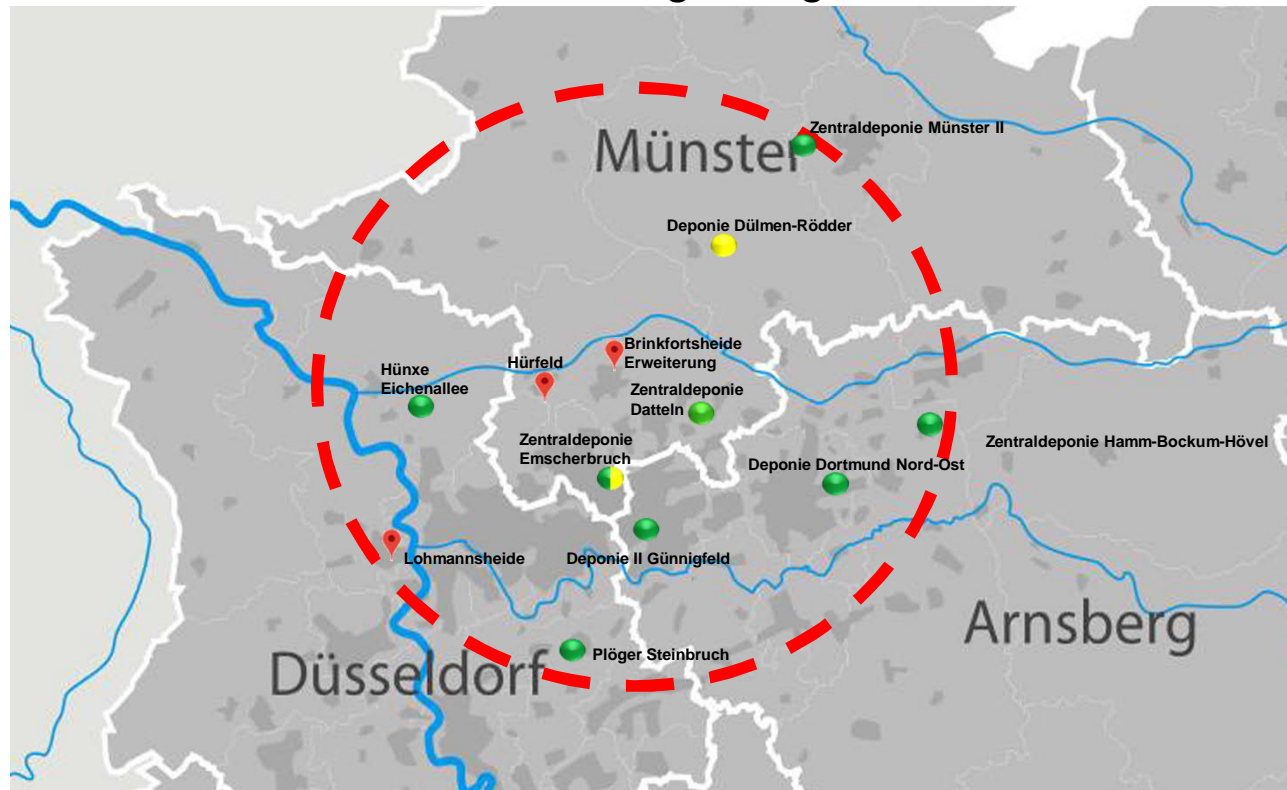 Zentraldeponie Münster II
Münster
Deponie Dülmen-Rödder
Brinkfortsheide
Erweiterung
Hürfeld
Hünxe
Eichenallee
Zentraldeponie
Datteln
Zentraldeponie
Emscherbruch
Zentraldeponie Hamm-Bockum-Hövel
Deponie Dortmund Nord-Ost
Lohmannsheide
Deponie II Günnigfeld
Arnsberg
Plöger Steinbruch
Düsseldorf